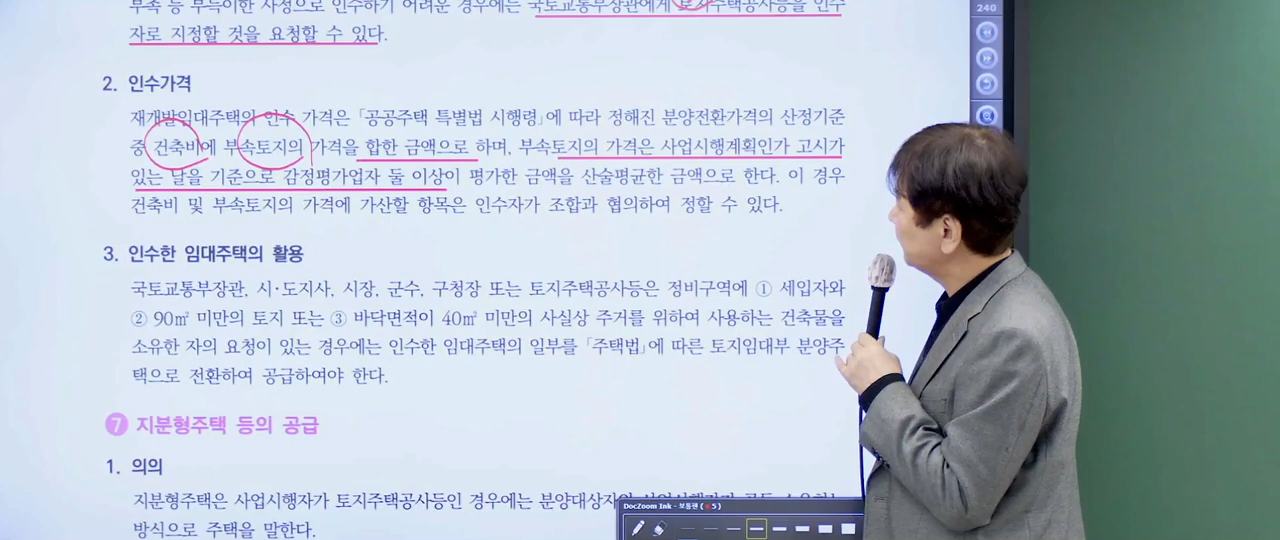 부족 등 부득이한 사정으로 인수하기 어려운 경우에는 국토교통부장관에게 토지주택공사등을 인수
자로 지정할 것을 요청할 수 있다.
2. 인수가격
재개발임대주택의 인수 가격은 「공공주택 특별법 시행령」에 따라 정해진 분양전환가격의 산정기준
중 건축비에 부속토지의 가격을 합한 금액으로 하며, 부속토지의 가격은 사업시행계획인가 고시가
있는 날을 기준으로 감정평가업자 둘 이상이 평가한 금액을 산술평균한 금액으로 한다. 이 경우
건축비 및 부속토지의 가격에 가산할 항목은 인수자가 조합과 협의하여 정할 수 있다.
3. 인수한 임대주택의 활용
국토교통부장관, 시·도지사, 시장, 군수, 구청장 또는 토지주택공사등은 정비구역에 ① 세입자와
② 90㎡ 미만의 토지 또는 ③ 바닥면적이 40㎡ 미만의 사실상 주거를 위하여 사용하는 건축물을
소유한 자의 요청이 있는 경우에는 인수한 임대주택의 일부를 「주택법」에 따른 토지임대부 분양주
택으로 전환하여 공급하여야 한다.
7 지분형주택 등의 공급
1. 의의
지분형주택은 사업시행자가 토지주택공사등인 경우에는 분양대상자와
방식으로 주택을 말한다.
240
DocZoom Ink - 보통펜 (5)